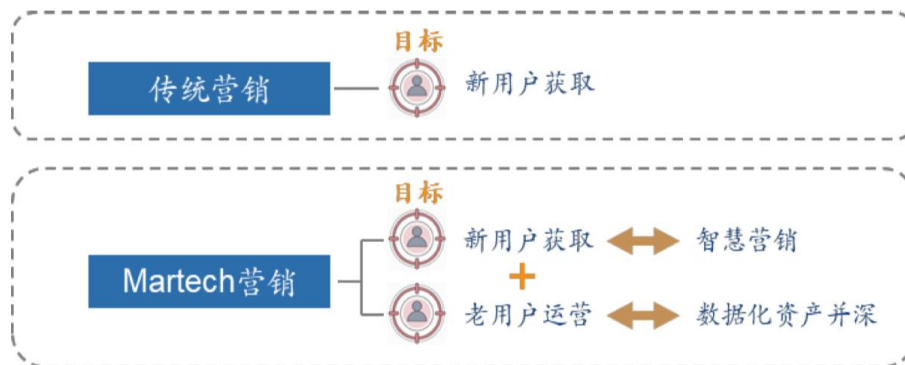 目标
传统营销
新用户获取
目标
新用户获取
智慧营销
+
Martech营销
老用户运营
数据化资产并深